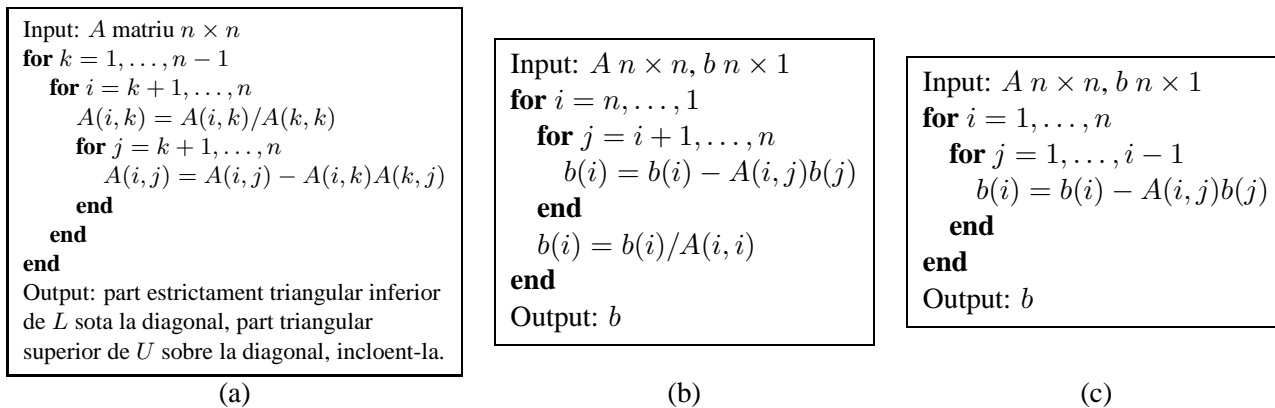 Input: A matriu n × n
for k = 1, . . . , n − 1
for i = k + 1, . . . , n
A(i, k) = A(i, k)/A(k, k)
for j = k + 1, . . . , n
A(i, j) = A(i, j) − A(i, k)A(k, j)
end
end
end
Output: part estrictament triangular inferior
de L sota la diagonal, part triangular
superior de U sobre la diagonal, incloent-la.
(a)
Input: A n × n, b n × 1
for i = n, . . . , 1
for j = i + 1, . . . , n
b(i) = b(i) − A(i, j)b(j)
end
b(i) = b(i)/A(i, i)
end
Output: b
(b)
Input: A n × n, b n × 1
for i = 1, . . . , n
for j = 1, . . . , i − 1
b(i) = b(i) − A(i, j)b(j)
end
end
Output: b
(c)